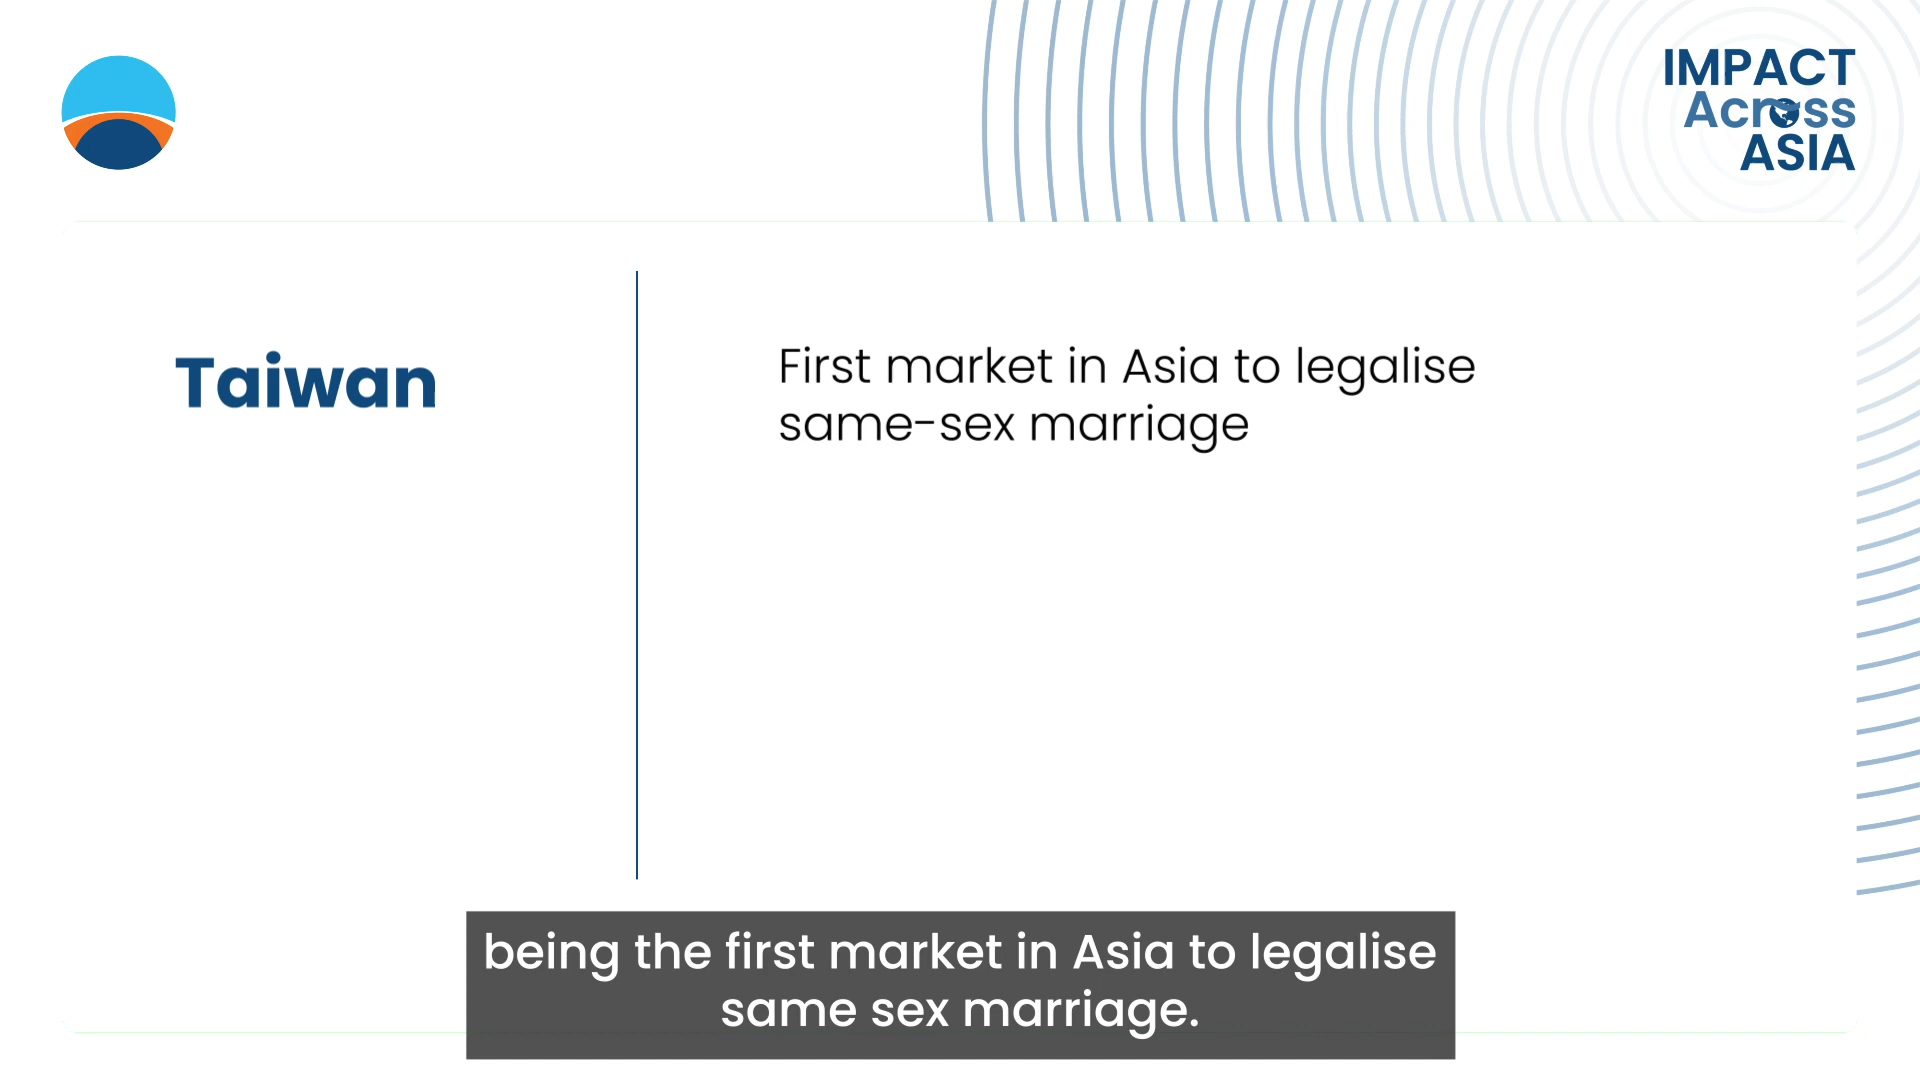 IMPACT
Across
ASIA
Taiwan
First market in Asia to legalise
same-sex marriage
being the first market in Asia to legalise
same sex marriage.